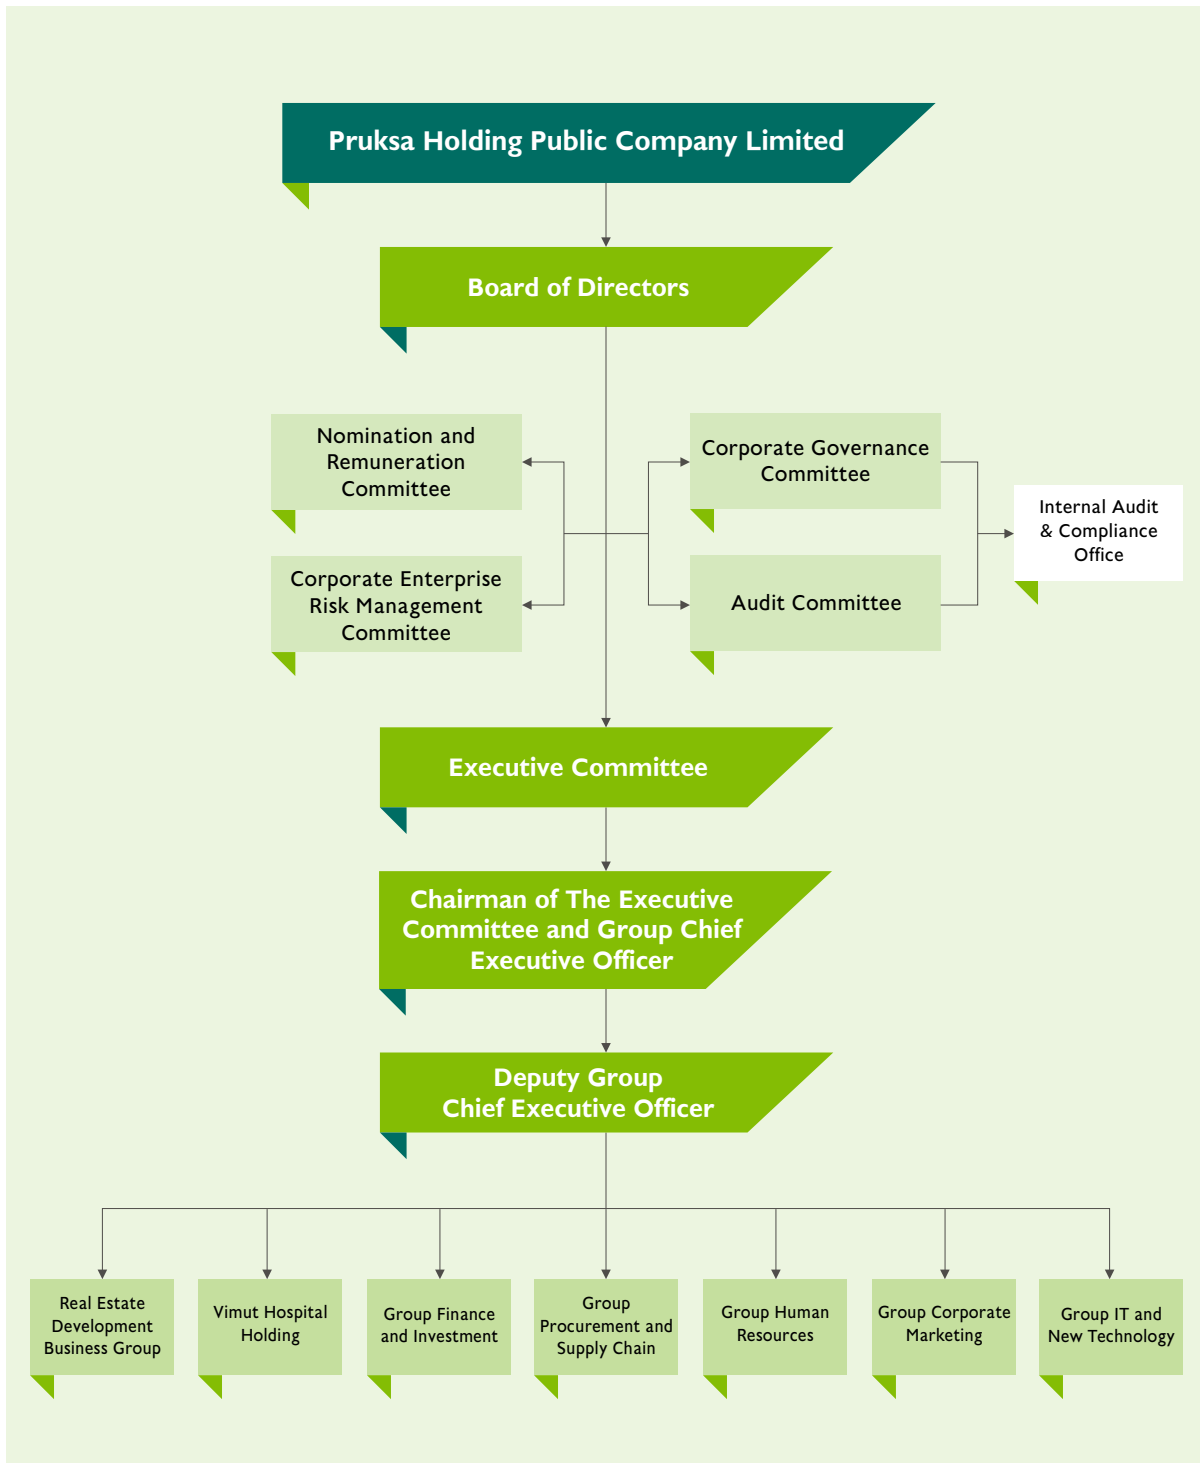 Pruksa Holding Public Company Limited
Board of Directors
Nomination and
Remuneration
Committee
Corporate Governance
Committee
Internal Audit
& Compliance
Office
Corporate Enterprise
Risk Management
Committee
Audit Committee
Executive Committee
Chairman of The Executive
Committee and Group Chief
Executive Officer
Deputy Group
Chief Executive Officer
Real Estate
Development
Business Group
Vimut Hospital
Holding
Group Finance
and Investment
Group
Procurement and
Supply Chain
Group Human
Resources
Group Corporate
Marketing
Group IT and
New Technology